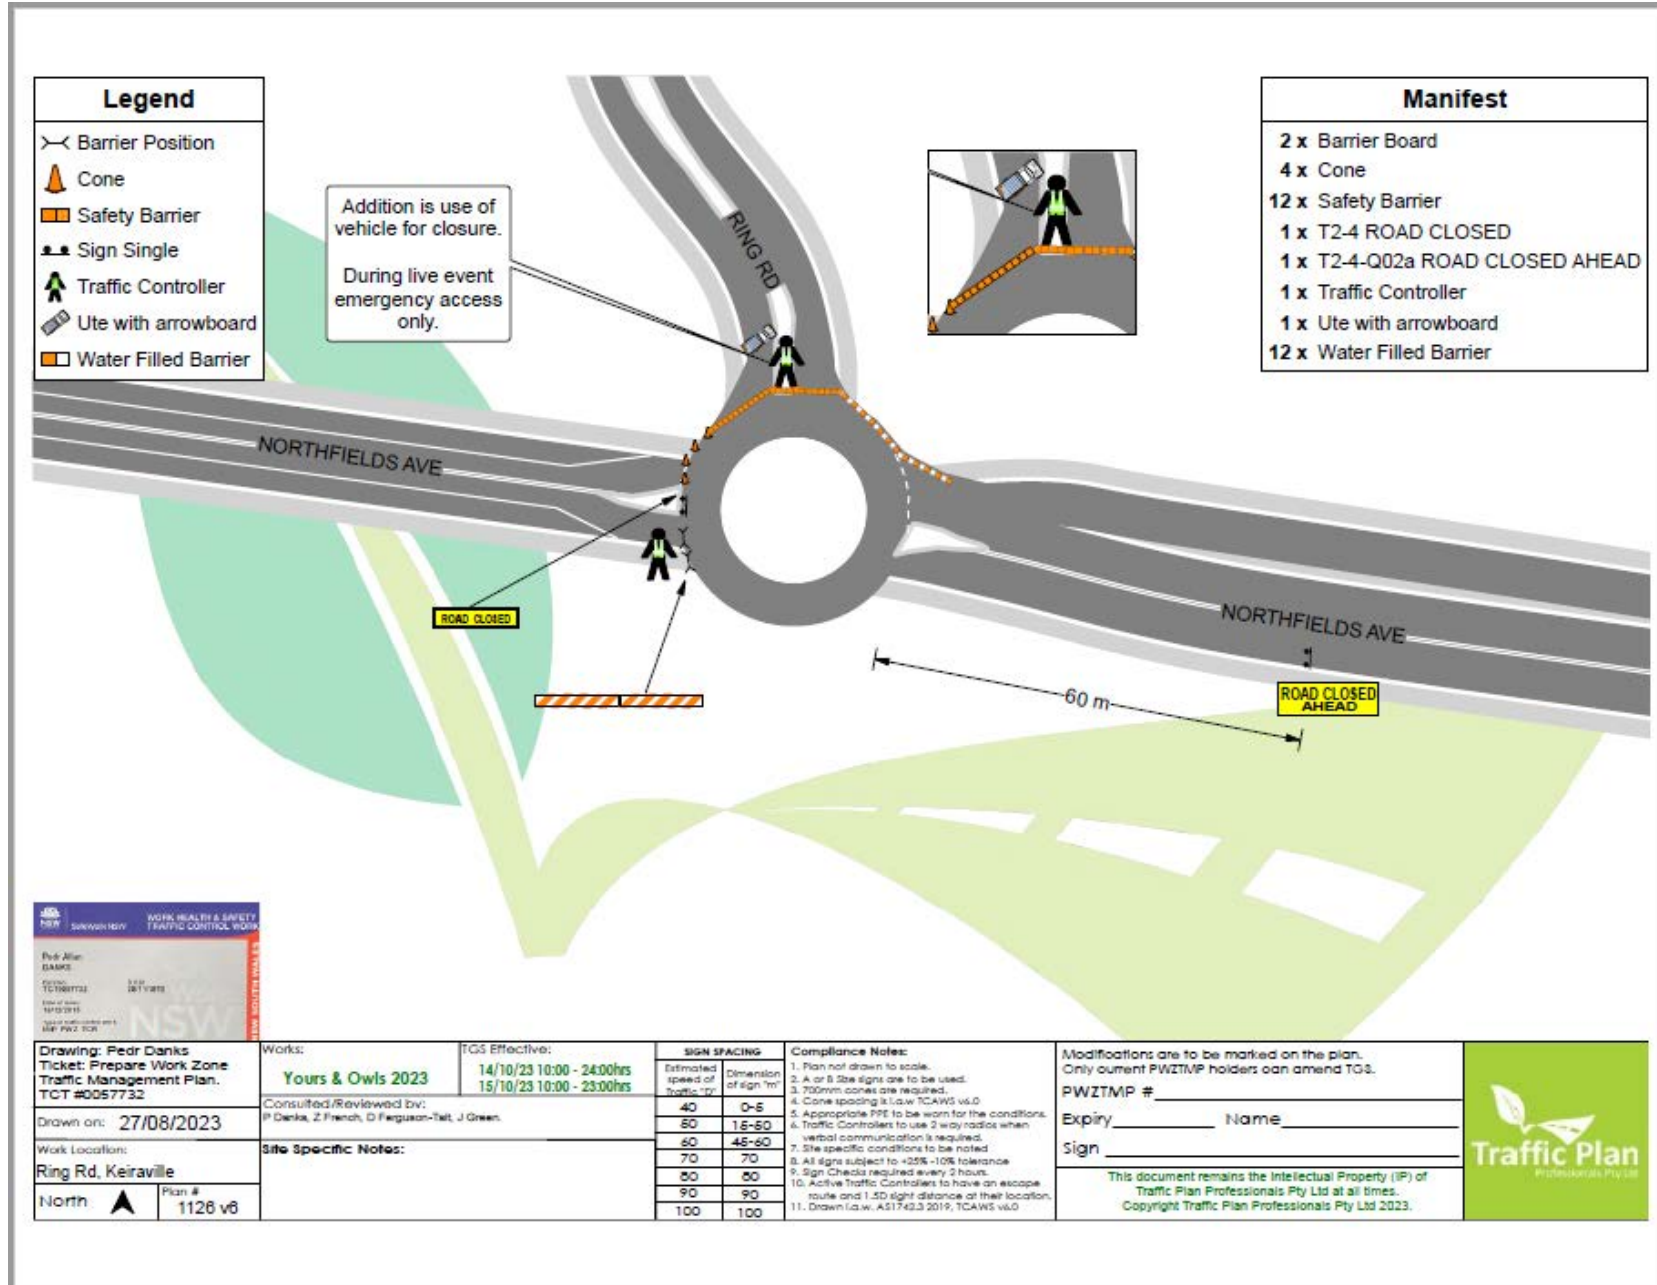 Legend
Barrier Position
Cone
Safety Barrier
Sign Single
Traffic Controller
Ute with arrowboard
Water Filled Barrier
Addition is use of
vehicle for closure.
During live event
emergency access
only.
RING RD
Manifest
2 x Barrier Board
4 x Cone
12 x Safety Barrier
1 x T2-4 ROAD CLOSED
1 x T2-4-Q02a ROAD CLOSED AHEAD
1 x Traffic Controller
1 x Ute with arrowboard
12 x Water Filled Barrier
NORTHFIELDS AVE
ROAD CLOSED
NORTHFIELDS AVE
60 m
ROAD CLOSED
AHEAD
NSW
SafeWork NSW
WORK HEALTH & SAFETY
TRAFFIC CONTROL WORK
NEW SOUTH WALES
Pedr Allan
DANKS
NSW
Drawing: Pedr Danks
Ticket: Prepare Work Zone
Traffic Management Plan.
TCT #0057732
Drawn on: 27/08/2023
Work Location:
Ring Rd, Keiraville
North
Plan #
1126 v6
Works:
Yours & Owls 2023
TGS Effective:
14/10/23 10:00 - 24:00hrs
15/10/23 10:00 - 23:00hrs
Consulted/Reviewed by:
P Danks, Z French, D Ferguson-Tait, J Green.
Site Specific Notes:
SIGN SPACING
Estimated speed of Traffic "D"
Dimension of sign "m"
40 0-5
50 15-50
60 45-60
70 70
80 80
90 90
100 100
Compliance Notes:
1. Plan not drawn to scale.
2. A or B Size signs are to be used.
3. 700mm cones are required.
4. Cone spacing is i.a.w TCAWS v6.0
5. Appropriate PPE to be worn for the conditions.
6. Traffic Controllers to use 2 way radios when
verbal communication is required.
7. Site specific conditions to be noted
8. All signs subject to +25% -10% tolerance
9. Sign Checks required every 2 hours.
10. Active Traffic Controllers to have an escape
route and 1.5D sight distance at their location.
11. Drawn i.a.w. AS1742.3 2019, TCAWS v6.0
Modifications are to be marked on the plan.
Only current PWZTMP holders can amend TGS.
PWZTMP #
Expiry Name
Sign
This document remains the Intellectual Property (IP) of
Traffic Plan Professionals Pty Ltd at all times.
Copyright Traffic Plan Professionals Pty Ltd 2023.
Traffic Plan
Professionals Pty Ltd